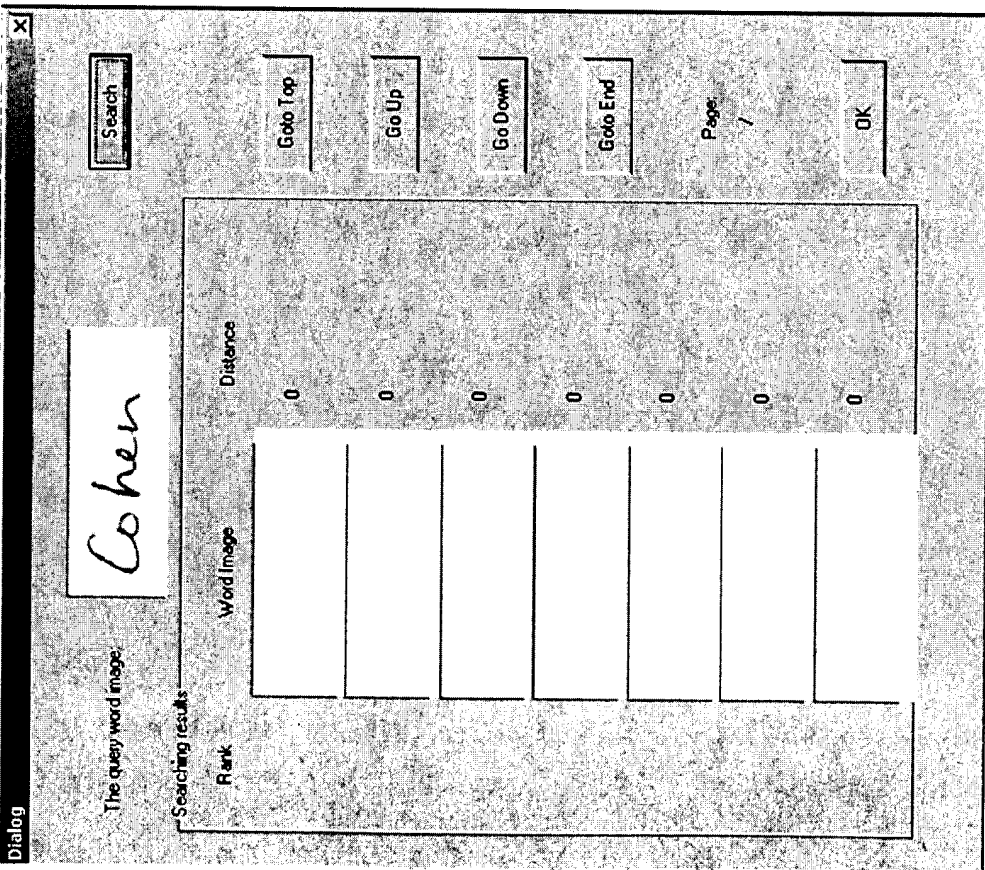 Dialog
The query word image:
Cohen
Search
Searching results
Rank Word Image Distance
0
0
0
0
0
0
0
Goto Top
Go Up
Go Down
Goto End
Page:
/
OK